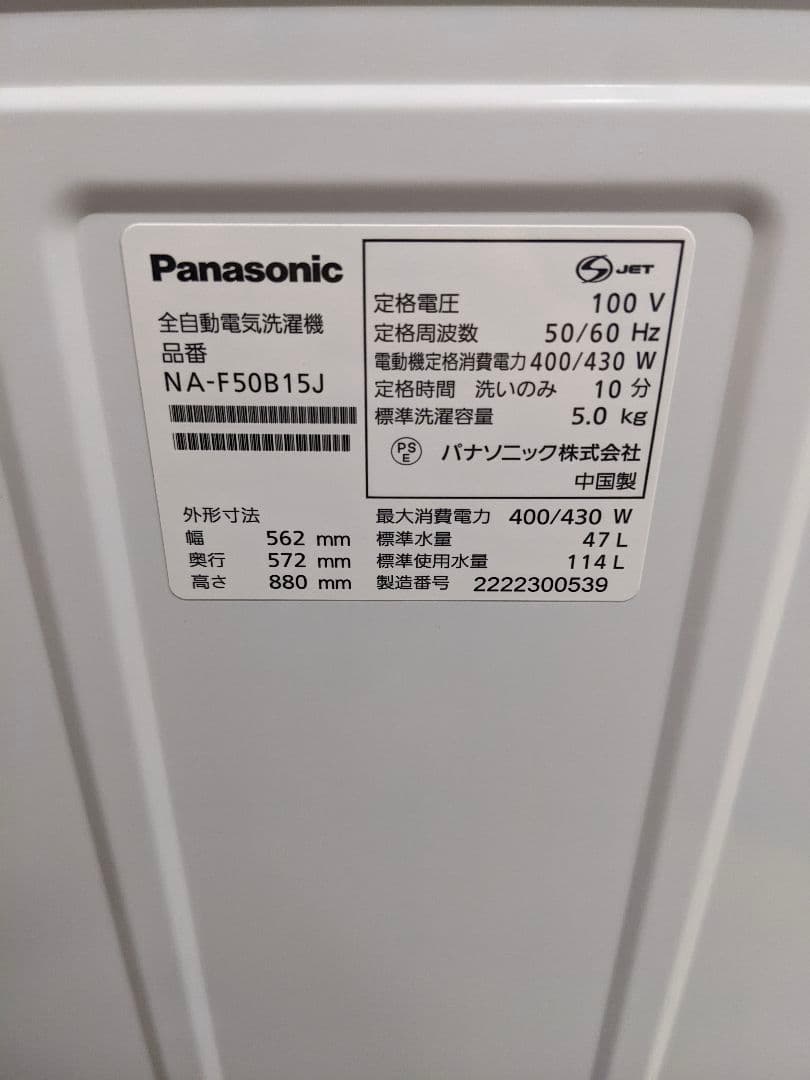 Panasonic
全自動電気洗濯機
品番
NA-F50B15J
JET
定格電圧 100 V
定格周波数 50/60 Hz
電動機定格消費電力 400/430 W
定格時間 洗いのみ 10 分
標準洗濯容量 5.0 kg
PS
E
パナソニック株式会社
中国製
外形寸法
幅 562 mm
奥行 572 mm
高さ 880 mm
最大消費電力 400/430 W
標準水量 47 L
標準使用水量 114 L
製造番号 2222300539